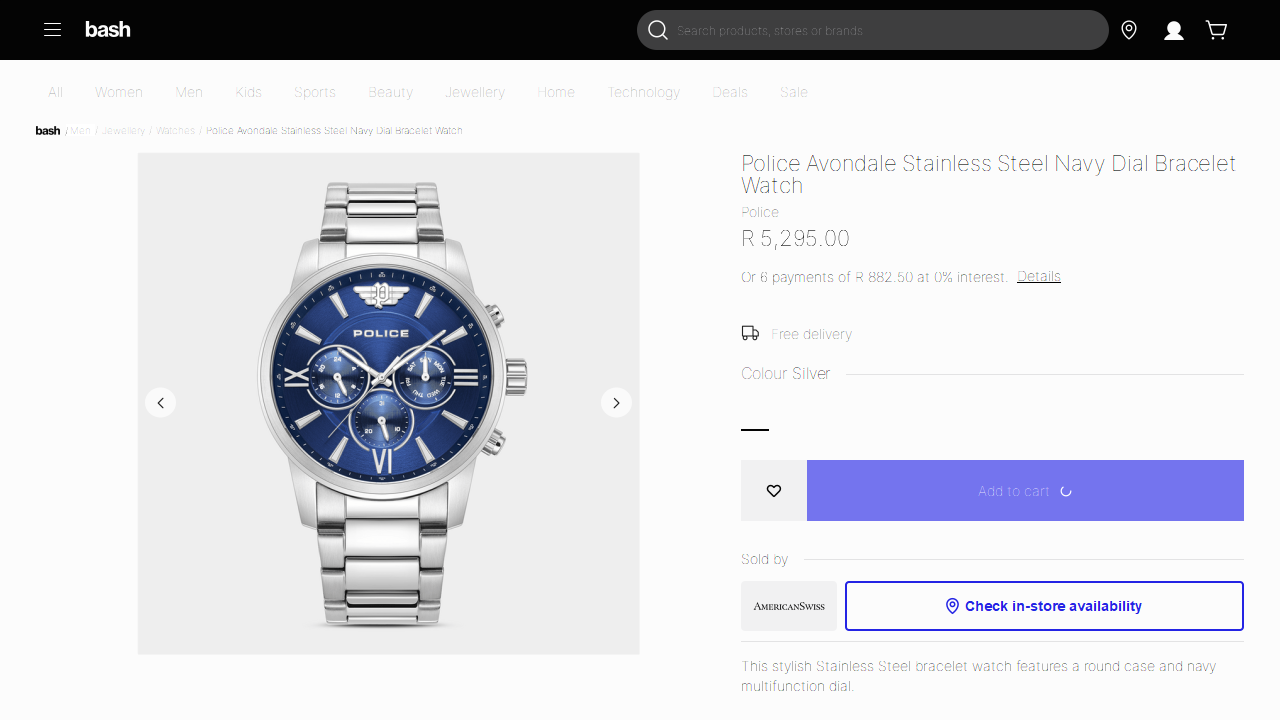 bash
Search products, stores or brands
All Women Men Kids Sports Beauty Jewellery Home Technology Deals Sale
bash / Men / Jewellery / Watches / Police Avondale Stainless Steel Navy Dial Bracelet Watch
POLICE
Police Avondale Stainless Steel Navy Dial Bracelet
Watch
Police
R 5,295.00
Or 6 payments of R 882.50 at 0% interest. Details
Free delivery
Colour Silver
Add to cart
Sold by
AMERICANSWISS
Check in-store availability
This stylish Stainless Steel bracelet watch features a round case and navy
multifunction dial.